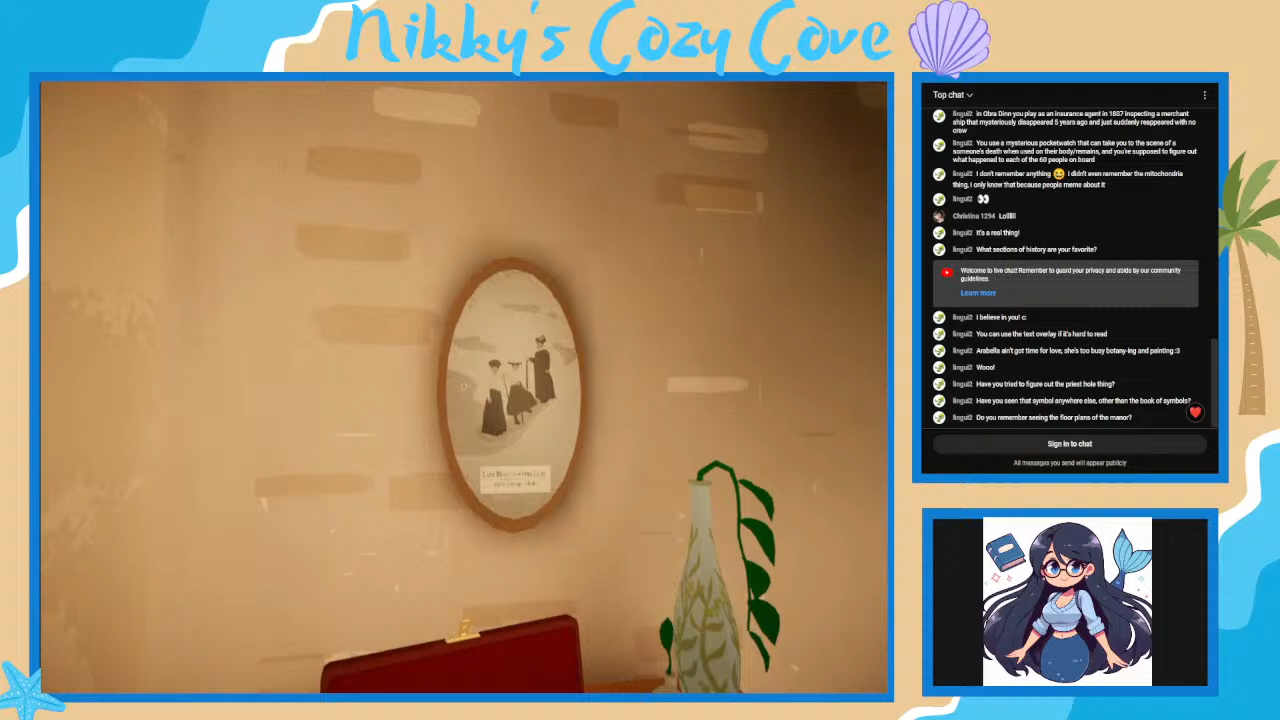 Nikky's Cozy Cove
Top chat
lingui2 in Obra Dinn you play as an insurance agent in 1807 inspecting a merchant
ship that mysteriously disappeared 5 years ago and just suddenly reappeared with no
crew
lingui2 You use a mysterious pocketwatch that can take you to the scene of a
someone's death when used on their body/remains, and you're supposed to figure out
what happened to each of the 60 people on board
lingui2 I don't remember anything 😆 I didn't even remember the mitochondria
thing, I only know that because people meme about it
lingui2 👀
Christina 1294 Lolllll
lingui2 It's a real thing!
lingui2 What sections of history are your favorite?
Welcome to live chat! Remember to guard your privacy and abide by our community
guidelines.
Learn more
lingui2 I believe in you! c:
lingui2 You can use the text overlay if it's hard to read
lingui2 Arabella ain't got time for love, she's too busy botany-ing and painting :3
lingui2 Wooo!
lingui2 Have you tried to figure out the priest hole thing?
lingui2 Have you seen that symbol anywhere else, other than the book of symbols?
lingui2 Do you remember seeing the floor plans of the manor?
Sign in to chat
All messages you send will appear publicly